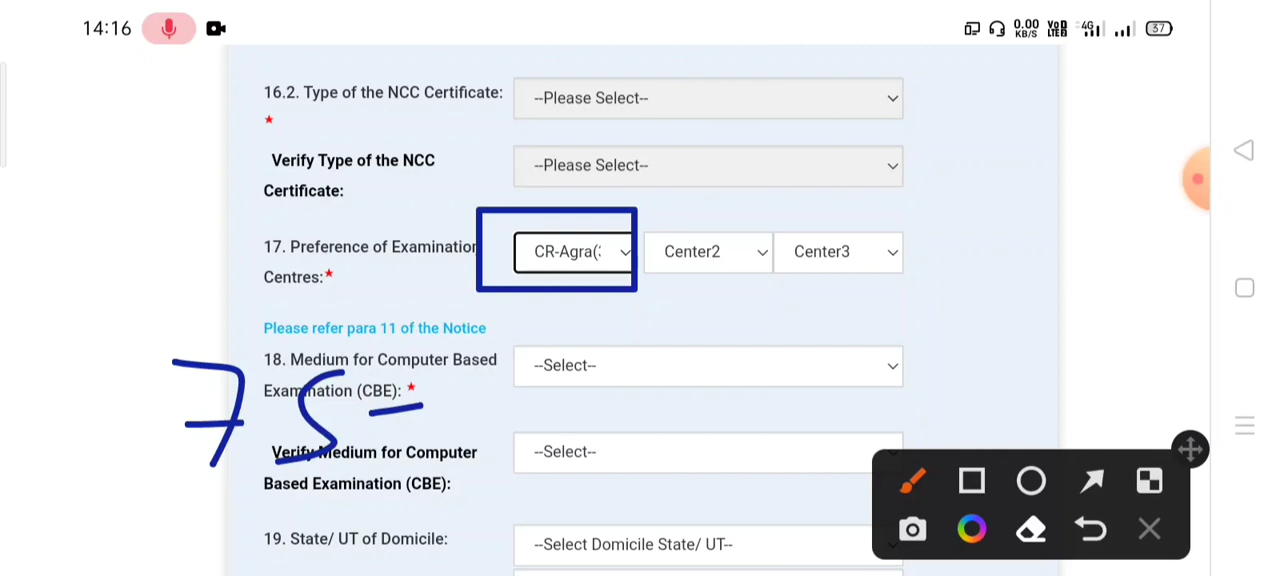 14:16 0.00 KB/S VoD LTE2 4G 37
16.2. Type of the NCC Certificate: --Please Select--
*
Verify Type of the NCC --Please Select--
Certificate:
17. Preference of Examination CR-Agra( Center2 Center3
Centres:*
Please refer para 11 of the Notice
18. Medium for Computer Based --Select--
Examination (CBE): *
75-
Verify Medium for Computer --Select--
Based Examination (CBE):
19. State/ UT of Domicile: --Select Domicile State/ UT--